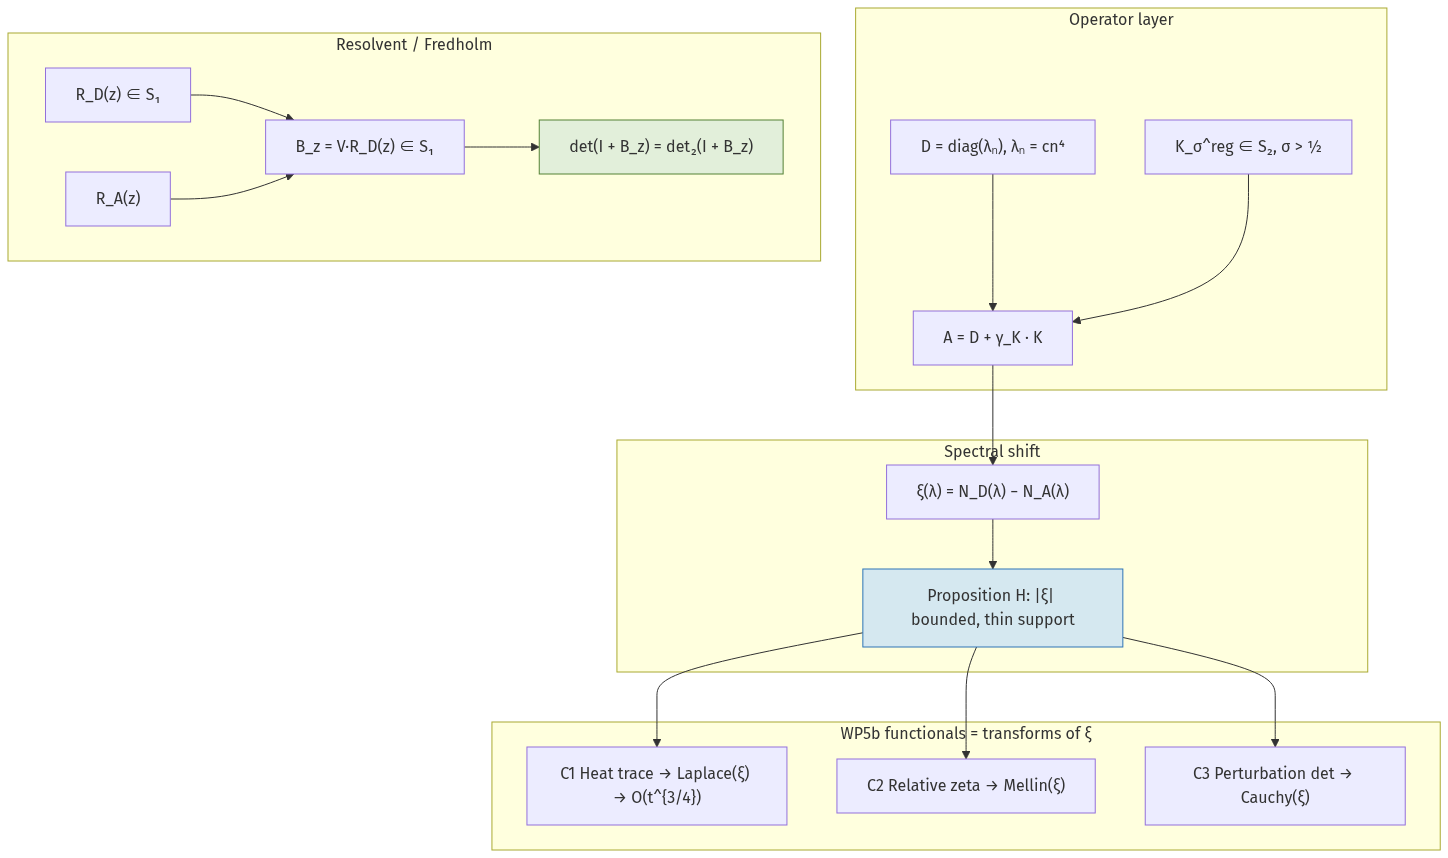 Resolvent / Fredholm
R_D(z) ∈ S₁
R_A(z)
B_z = V·R_D(z) ∈ S₁
det(I + B_z) = det₂(I + B_z)
Operator layer
D = diag(λₙ), λₙ = cn⁴
K_σ^reg ∈ S₂, σ > ½
A = D + γ_K · K
Spectral shift
ξ(λ) = N_D(λ) − N_A(λ)
Proposition H: |ξ|
bounded, thin support
WP5b functionals = transforms of ξ
C1 Heat trace → Laplace(ξ)
→ O(t^{3/4})
C2 Relative zeta → Mellin(ξ)
C3 Perturbation det →
Cauchy(ξ)